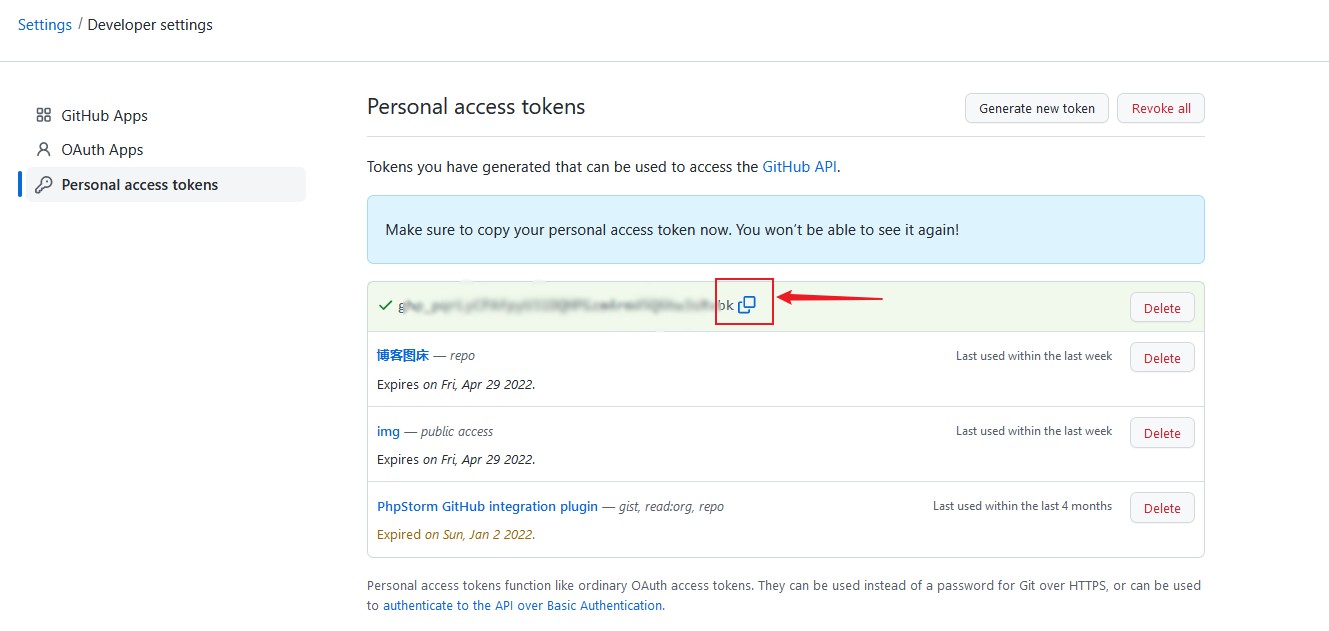 Settings / Developer settings
GitHub Apps
OAuth Apps
Personal access tokens
Personal access tokens
Generate new token
Revoke all
Tokens you have generated that can be used to access the GitHub API.
Make sure to copy your personal access token now. You won’t be able to see it again!
bk
Delete
博客图床 — repo
Last used within the last week
Delete
Expires on Fri, Apr 29 2022.
img — public access
Last used within the last week
Delete
Expires on Fri, Apr 29 2022.
PhpStorm GitHub integration plugin — gist, read:org, repo
Last used within the last 4 months
Delete
Expired on Sun, Jan 2 2022.
Personal access tokens function like ordinary OAuth access tokens. They can be used instead of a password for Git over HTTPS, or can be used
to authenticate to the API over Basic Authentication.